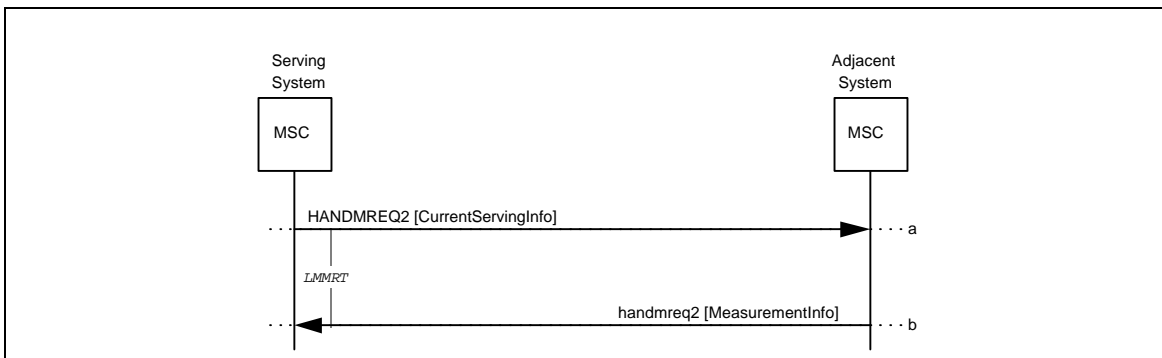 Serving
System
Adjacent
System
MSC
MSC
HANDMREQ2 [CurrentServingInfo]
a
LMMRT
handmreq2 [MeasurementInfo]
b